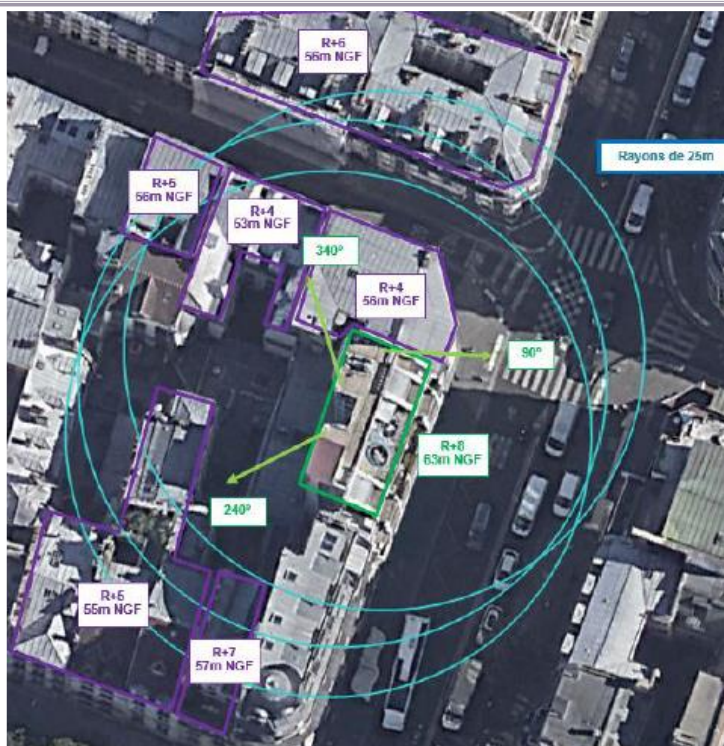 R+6
56m NGF
Rayons de 25m
R+5
56m NGF
R+4
53m NGF
340°
R+4
56m NGF
90°
R+8
63m NGF
240°
R+5
55m NGF
R+7
57m NGF